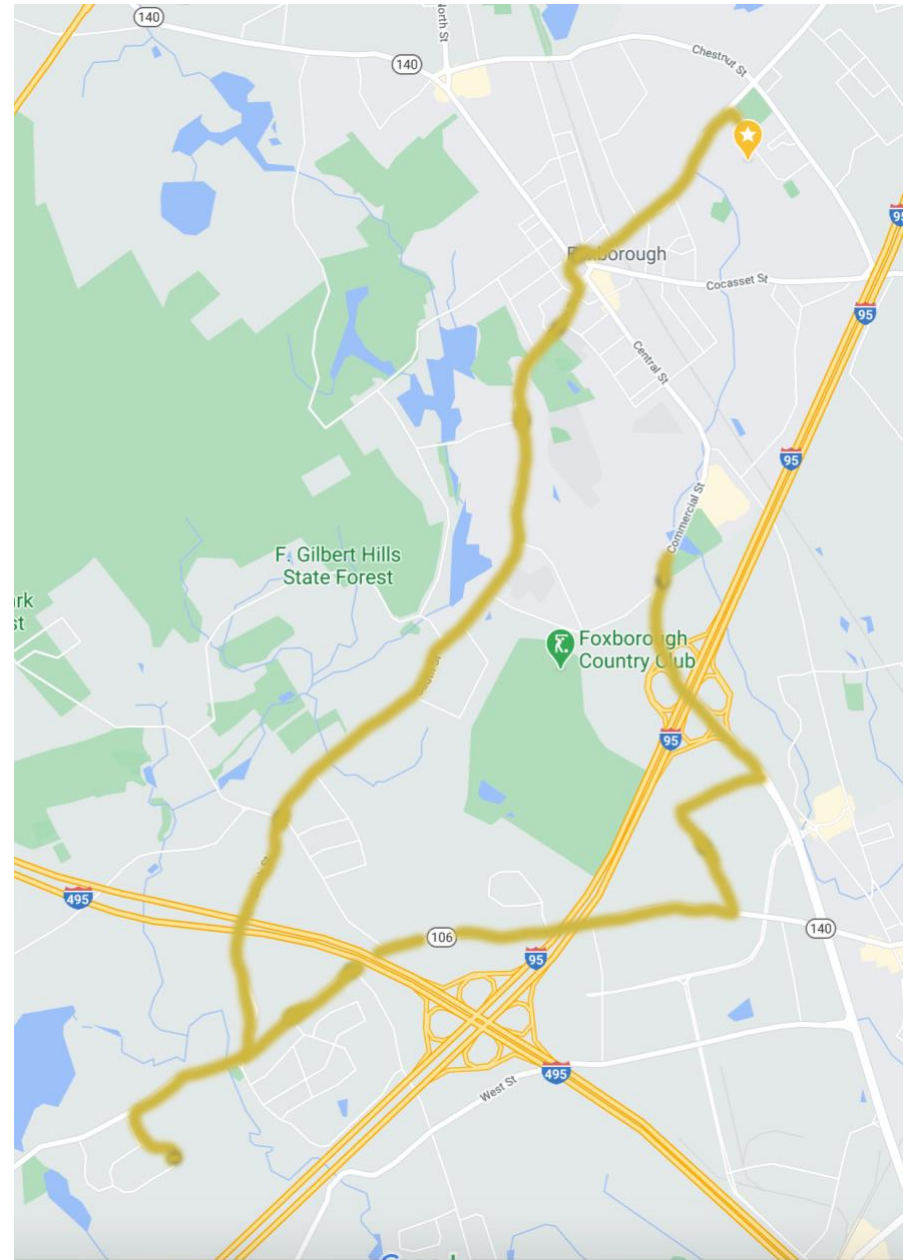 140
North St
140
Chestnut St
95
Foxborough
Cocasset St
95
Central St
95
Commercial St
F. Gilbert Hills
State Forest
Foxborough
Country Club
95
495
106
140
95
495
West St